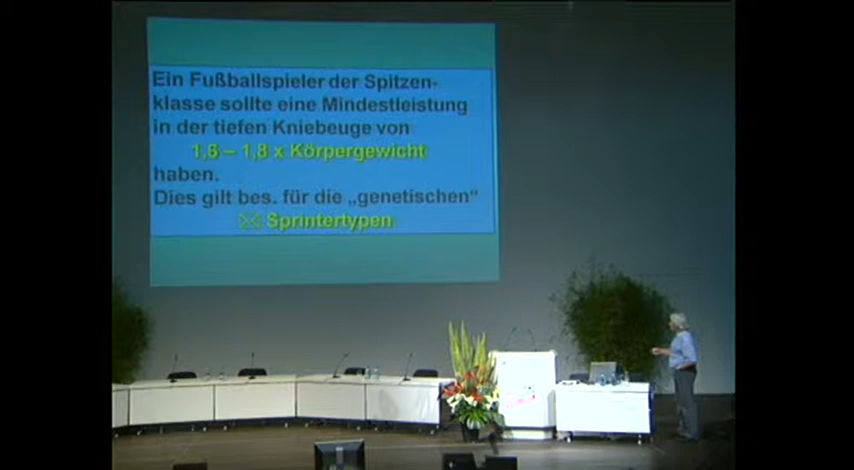 Ein Fußballspieler der Spitzen-
klasse sollte eine Mindestleistung
in der tiefen Kniebeuge von
1,6 – 1,8 x Körpergewicht
haben.
Dies gilt bes. für die „genetischen“
Sprintertypen